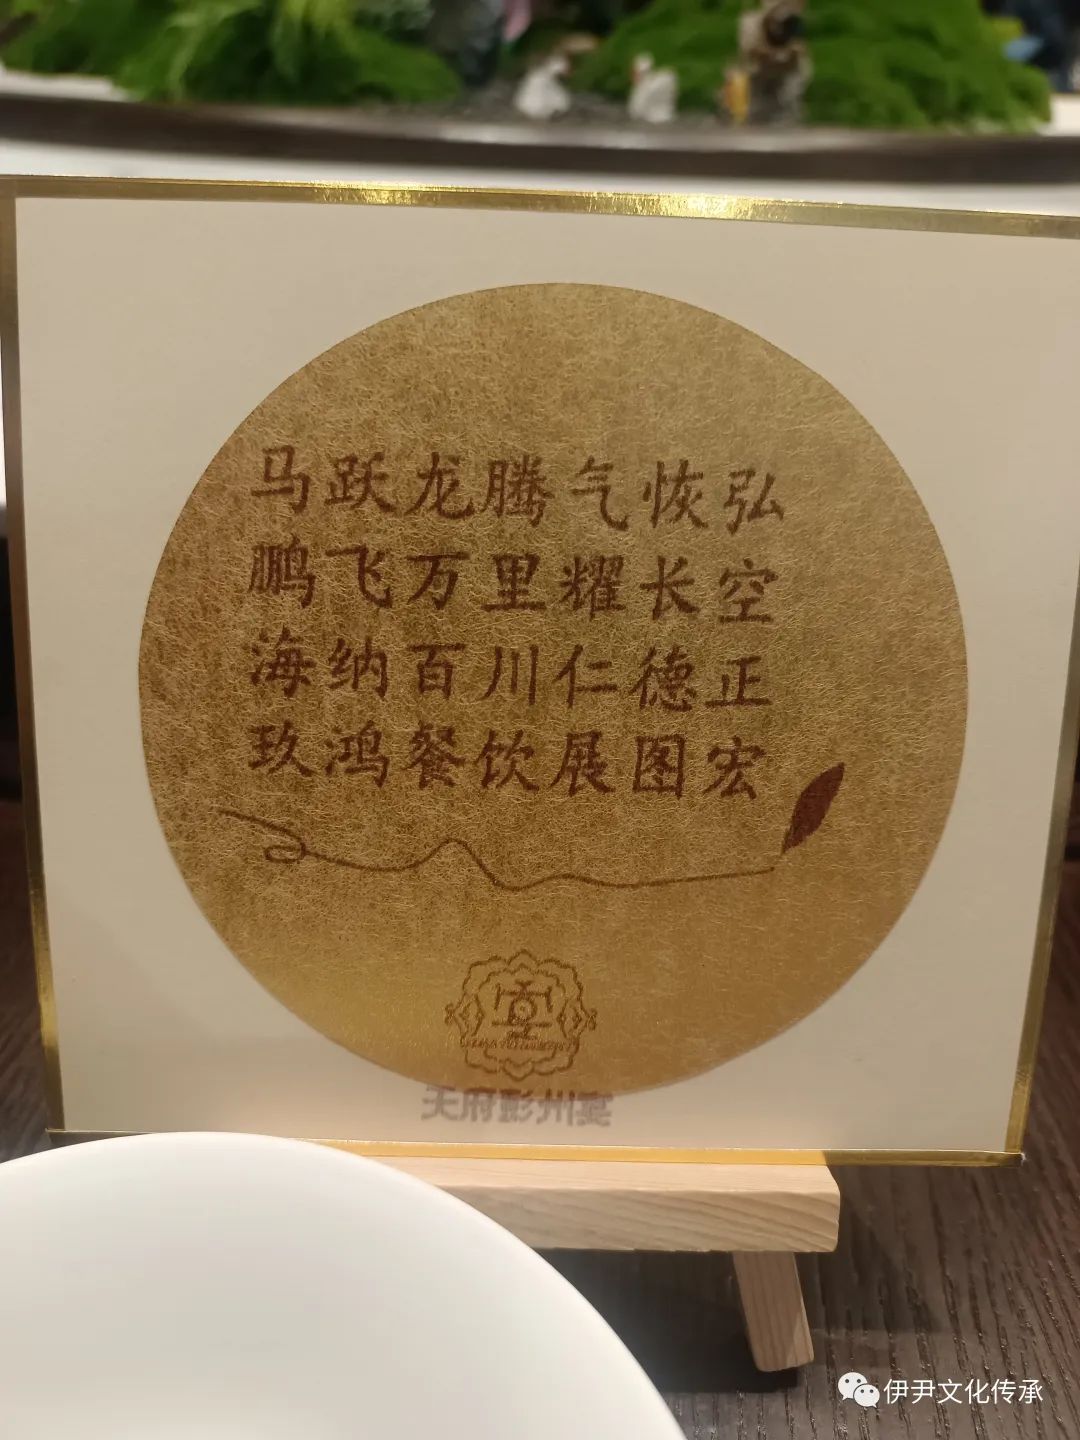 马跃龙腾气恢弘
鹏飞万里耀长空
海纳百川仁德正
玖鸿餐饮展图宏
天府彭州宴
伊尹文化传承